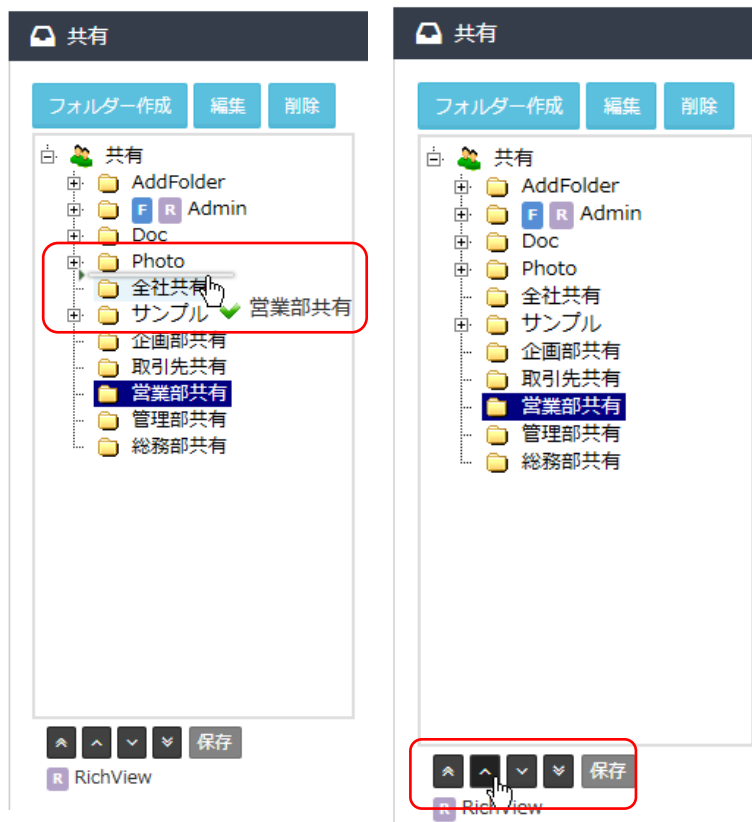 共有
フォルダー作成 編集 削除
共有
AddFolder
F R Admin
Doc
Photo
全社共有
サンプル 営業部共有
企画部共有
取引先共有
営業部共有
管理部共有
総務部共有
保存
R RichView
共有
フォルダー作成 編集 削除
共有
AddFolder
F R Admin
Doc
Photo
全社共有
サンプル
企画部共有
取引先共有
営業部共有
管理部共有
総務部共有
保存
R RichView